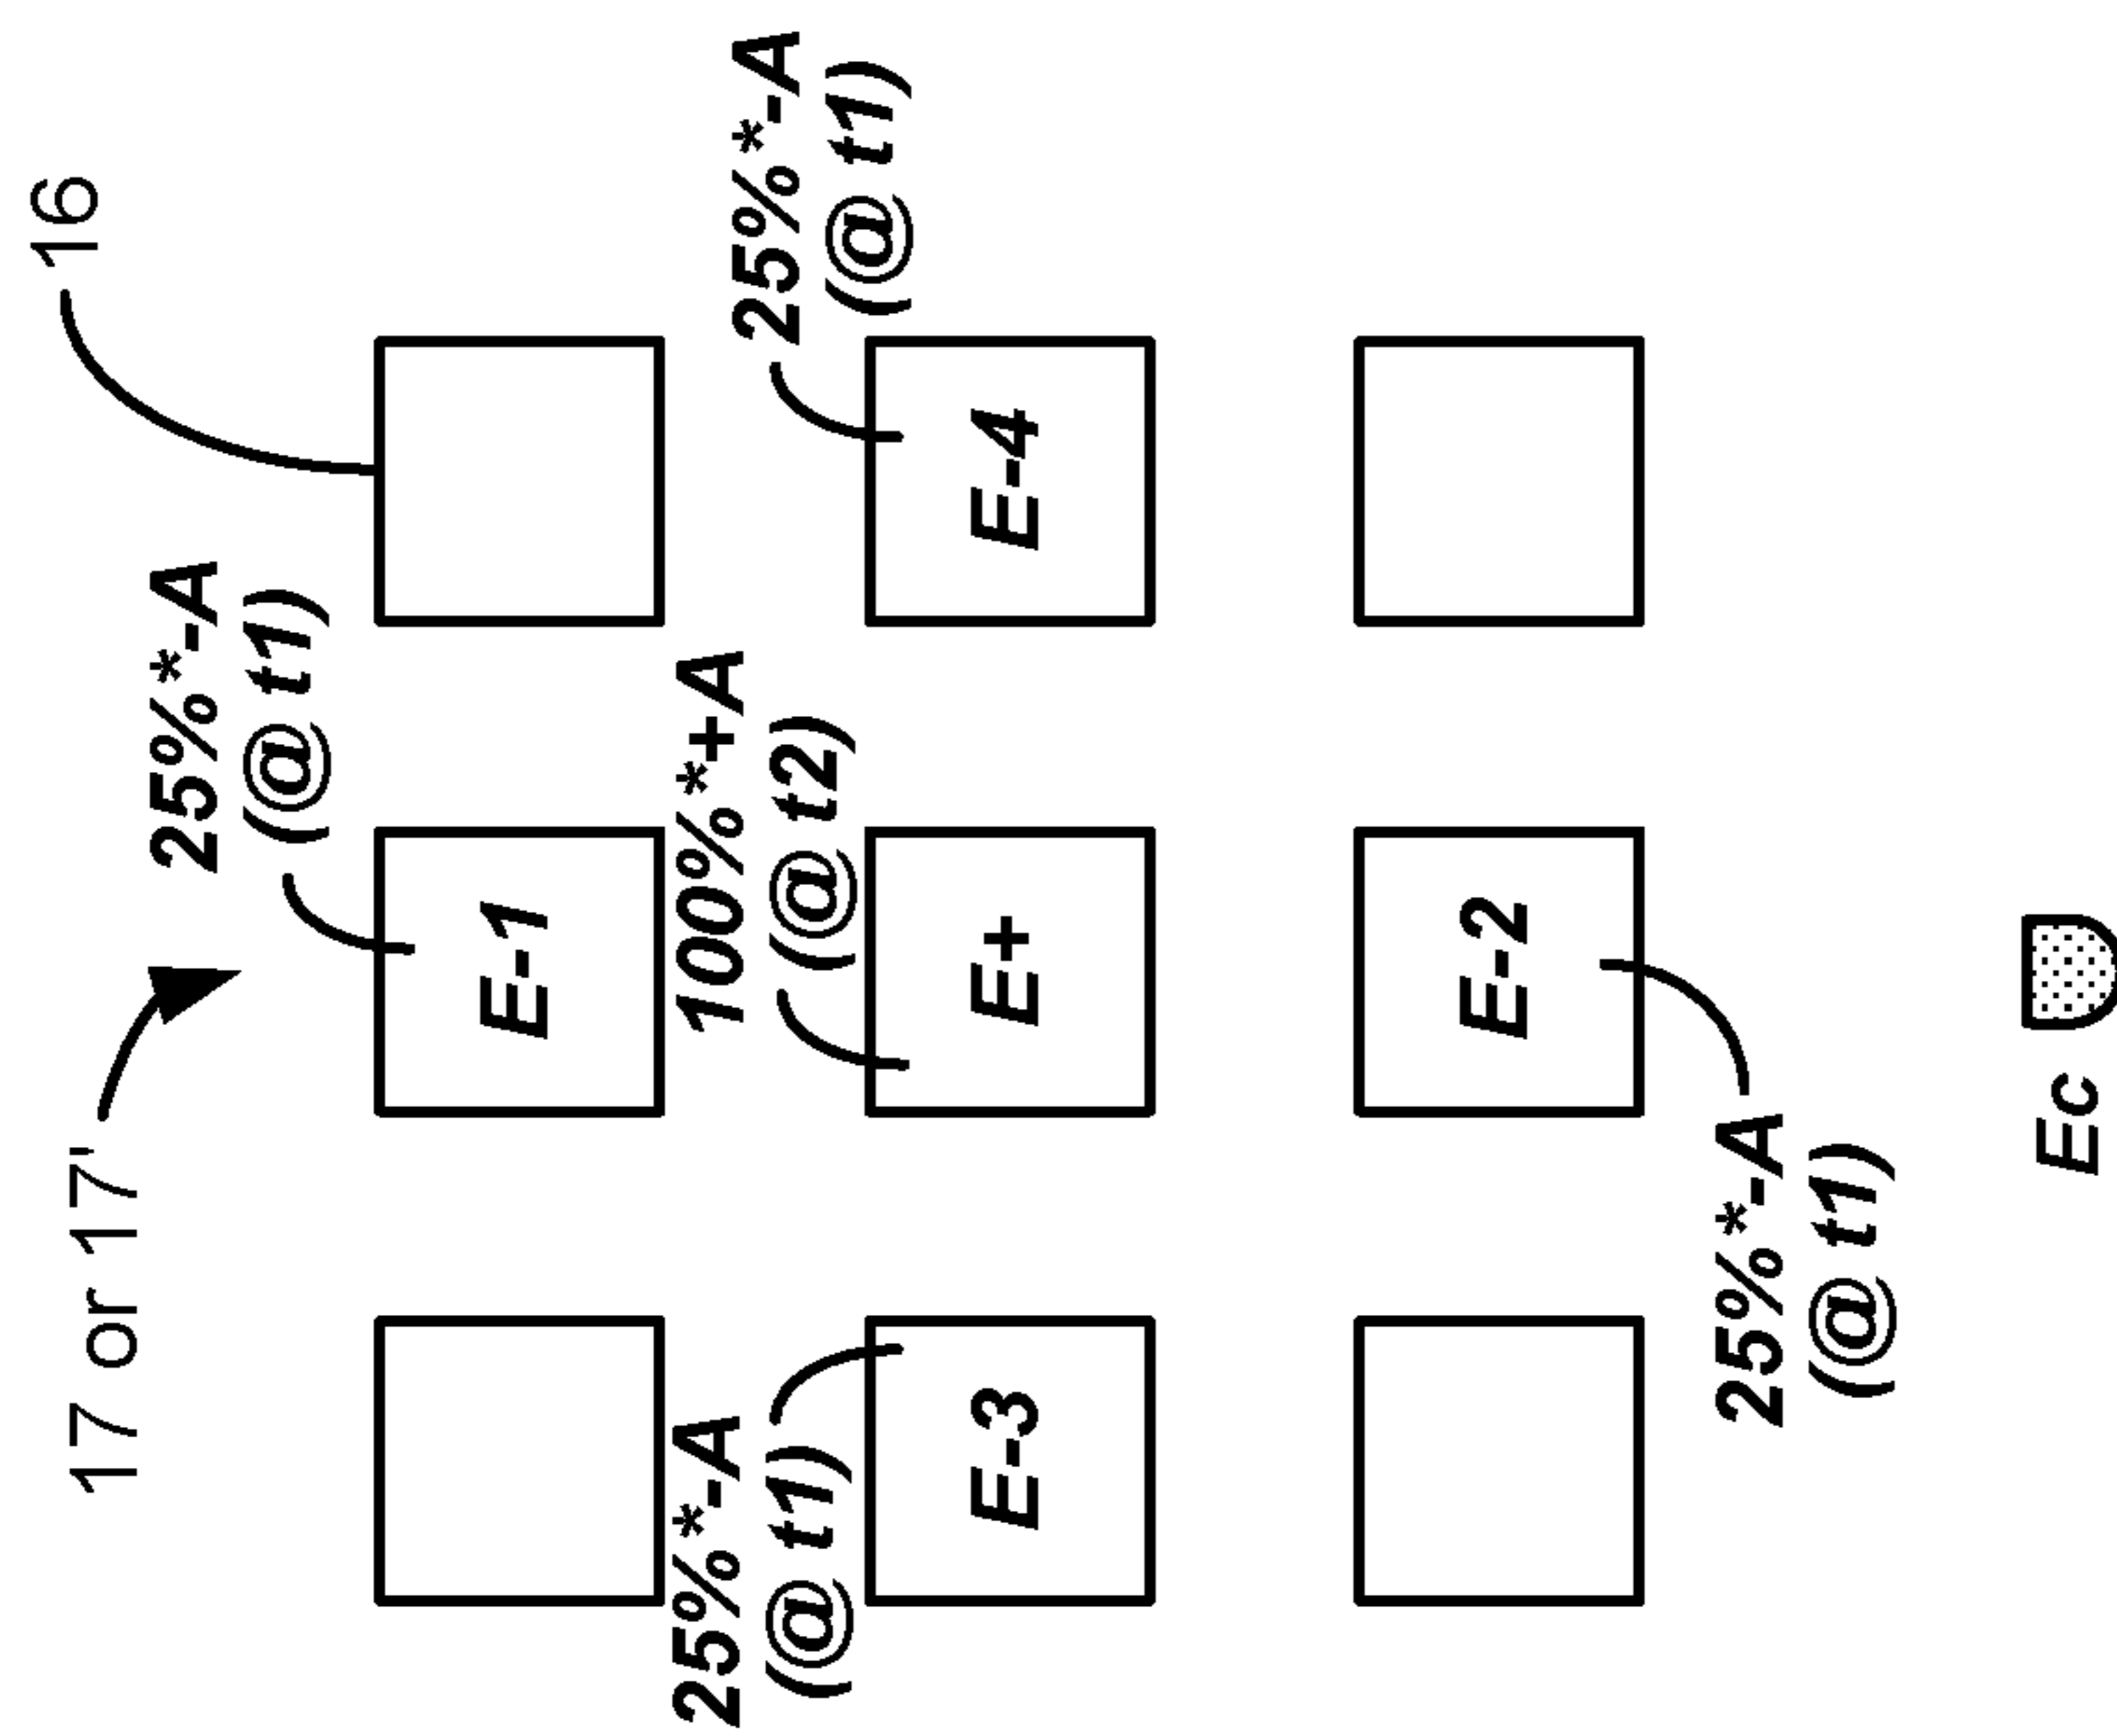 17 or 17'
16
25%*-A
(@ t1)
E-1
25%*-A
(@ t1)
100%*+A
(@ t2)
25%*-A
(@ t1)
E-3
E+
E-4
E-2
25%*-A
(@ t1)
Ec